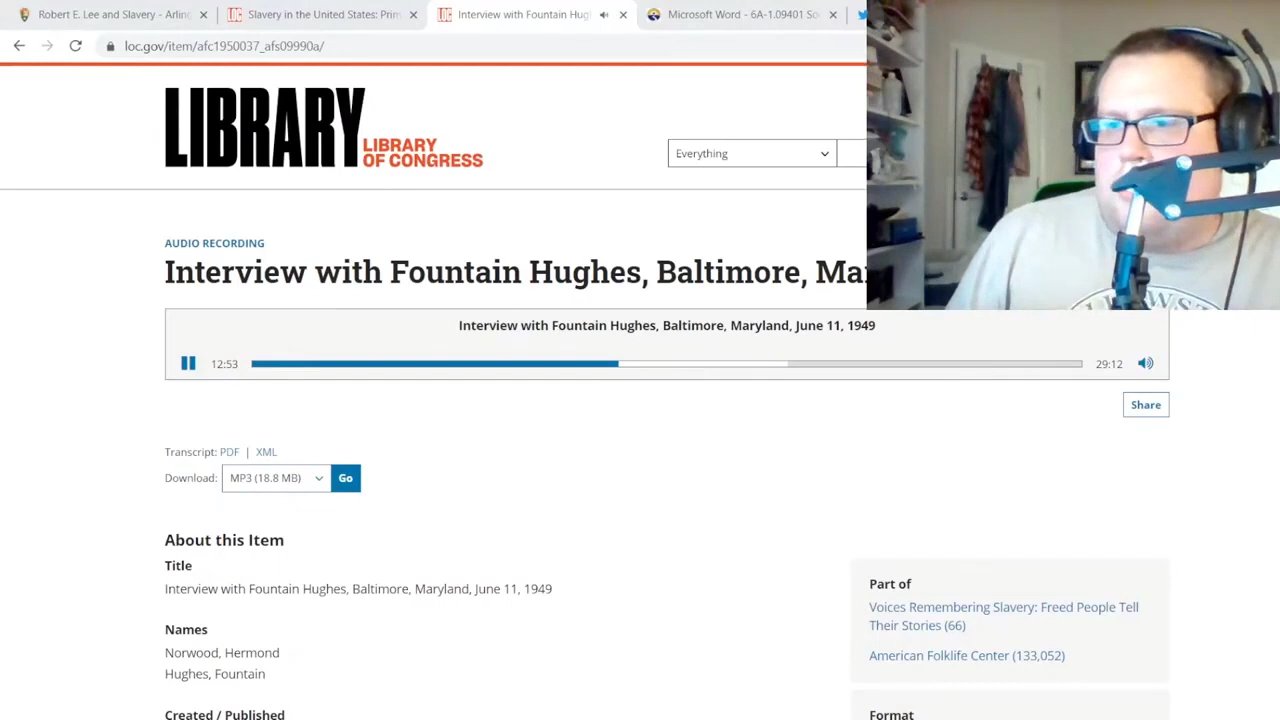 Robert E. Lee and Slavery - Arling
Slavery in the United States: Prim
Interview with Fountain Hugh
Microsoft Word - 6A-1.09401 So
loc.gov/item/afc1950037_afs09990a/
LIBRARY
LIBRARY
OF CONGRESS
Everything
AUDIO RECORDING
Interview with Fountain Hughes, Baltimore, Ma
Interview with Fountain Hughes, Baltimore, Maryland, June 11, 1949
12:53
29:12
Share
Transcript: PDF | XML
Download: MP3 (18.8 MB) Go
About this Item
Title
Interview with Fountain Hughes, Baltimore, Maryland, June 11, 1949
Names
Norwood, Hermond
Hughes, Fountain
Created / Published
Part of
Voices Remembering Slavery: Freed People Tell
Their Stories (66)
American Folklife Center (133,052)
Format